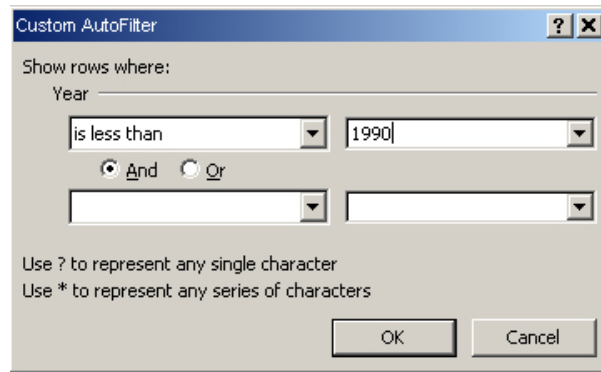 Custom AutoFilter
Show rows where:
Year
is less than 1990
And Or
Use ? to represent any single character
Use * to represent any series of characters
OK Cancel